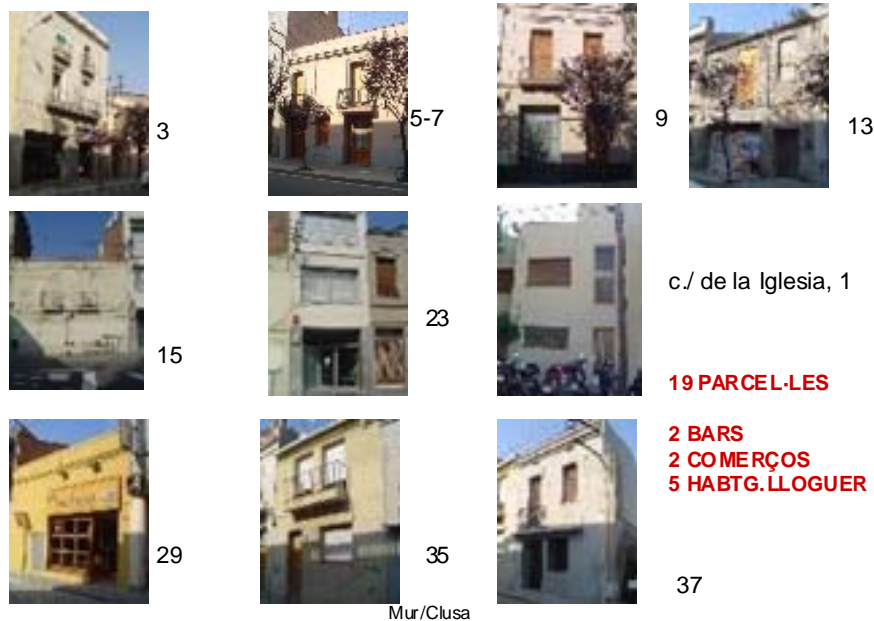 3
5-7
9
13
15
23
c./ de la Iglesia, 1
19 PARCEL·LES
2 BARS
2 COMERÇOS
5 HABTG.LLOGUER
29
35
37
Mur/Clusa